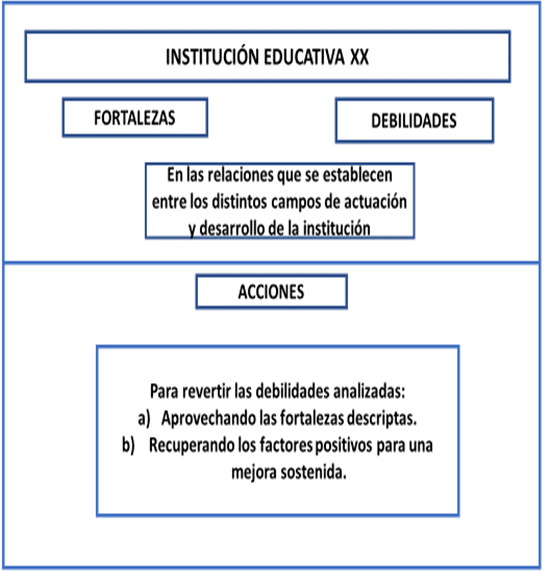 INSTITUCIÓN EDUCATIVA XX
FORTALEZAS
DEBILIDADES
En las relaciones que se establecen
entre los distintos campos de actuación
y desarrollo de la institución
ACCIONES
Para revertir las debilidades analizadas:
a) Aprovechando las fortalezas descriptas.
b) Recuperando los factores positivos para una
mejora sostenida.